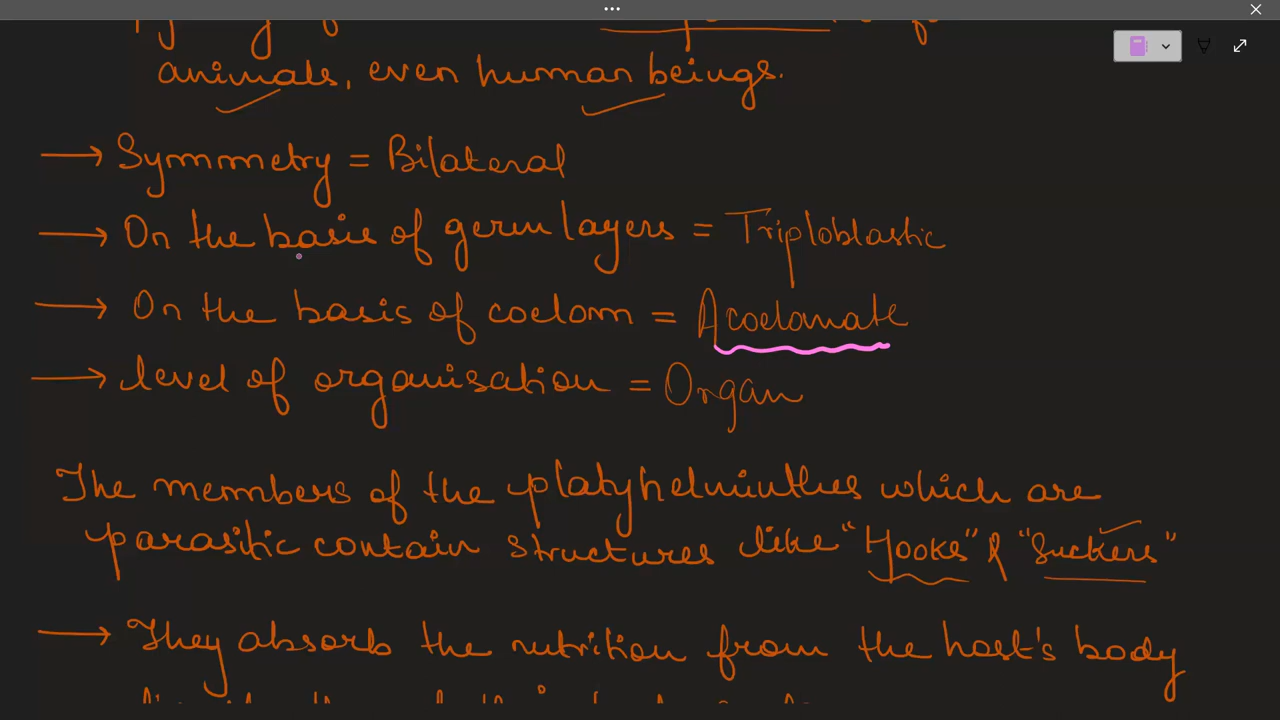 animals, even human beings.
→ Symmetry = Bilateral
→ On the basis of germ layers = Triploblastic
→ On the basis of coelom = Acoelomate
→ level of organisation = Organ
The members of the platyhelminthes which are
parasitic contain structures like "Hooks" & "Suckers"
→ They absorb the nutrition from the host's body